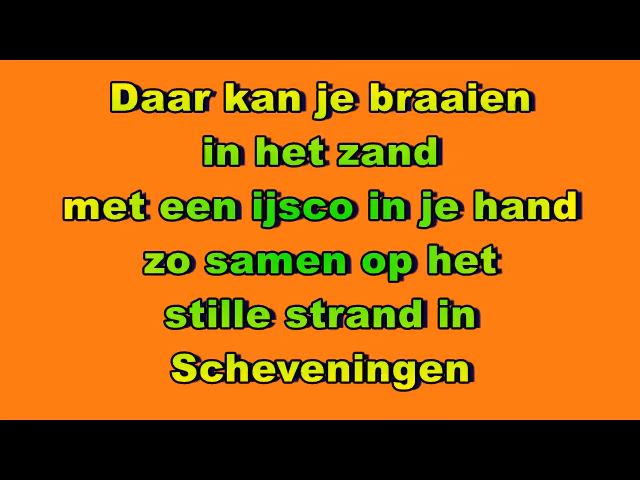 Daar kan je braaien
in het zand
met een ijsco in je hand
zo samen op het
stille strand in
Scheveningen